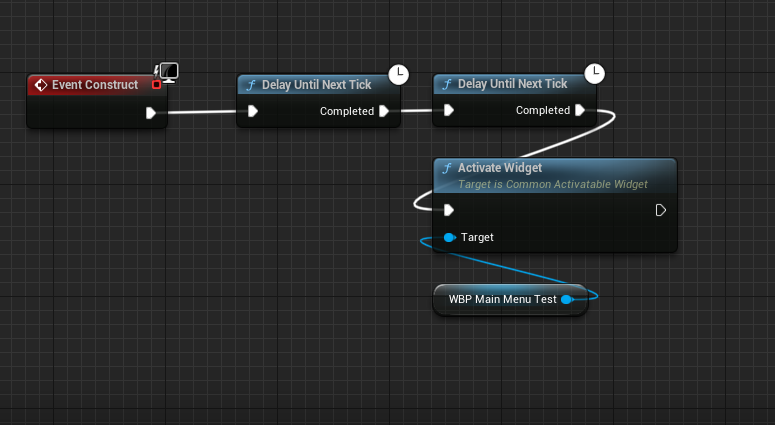 Event Construct
Delay Until Next Tick
Completed
Delay Until Next Tick
Completed
Activate Widget
Target is Common Activatable Widget
Target
WBP Main Menu Test